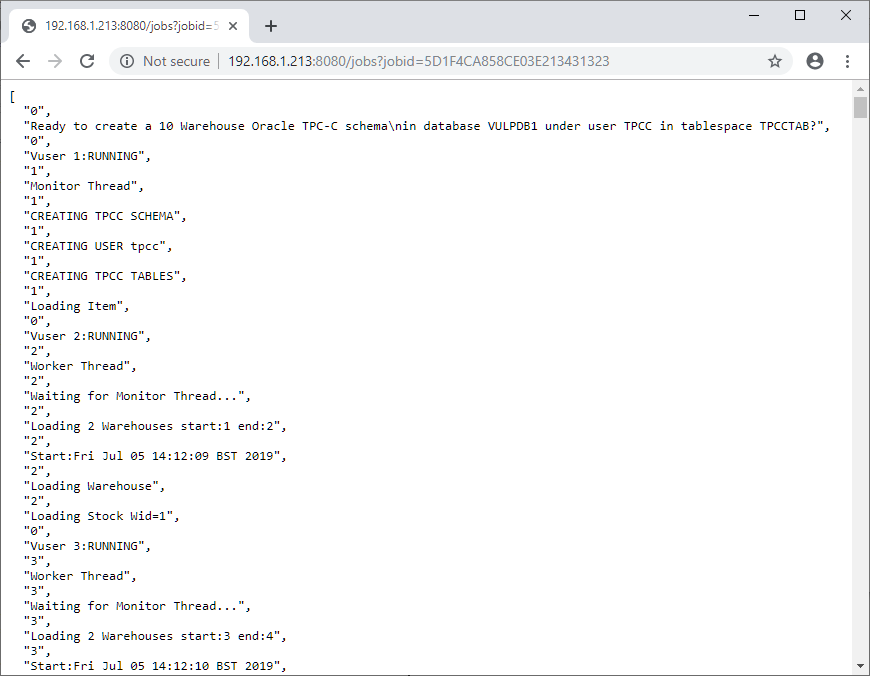 192.168.1.213:8080/jobs?jobid=5
Not secure
192.168.1.213:8080/jobs?jobid=5D1F4CA858CE03E213431323
[
"0",
"Ready to create a 10 Warehouse Oracle TPC-C schema\nin database VULPDB1 under user TPCC in tablespace TPCCTAB?",
"0",
"Vuser 1:RUNNING",
"1",
"Monitor Thread",
"1",
"CREATING TPCC SCHEMA",
"1",
"CREATING USER tpcc",
"1",
"CREATING TPCC TABLES",
"1",
"Loading Item",
"0",
"Vuser 2:RUNNING",
"2",
"Worker Thread",
"2",
"Waiting for Monitor Thread...",
"2",
"Loading 2 Warehouses start:1 end:2",
"2",
"Start:Fri Jul 05 14:12:09 BST 2019",
"2",
"Loading Warehouse",
"2",
"Loading Stock Wid=1",
"0",
"Vuser 3:RUNNING",
"3",
"Worker Thread",
"3",
"Waiting for Monitor Thread...",
"3",
"Loading 2 Warehouses start:3 end:4",
"3",
"Start:Fri Jul 05 14:12:10 BST 2019",